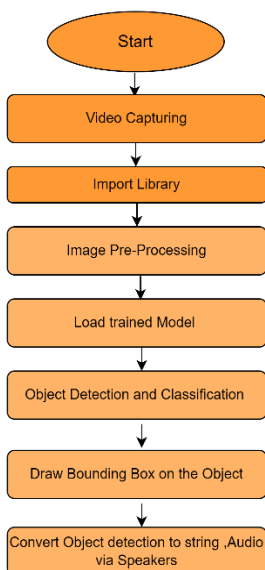 Start
Video Capturing
Import Library
Image Pre-Processing
Load trained Model
Object Detection and Classification
Draw Bounding Box on the Object
Convert Object detection to string ,Audio
via Speakers